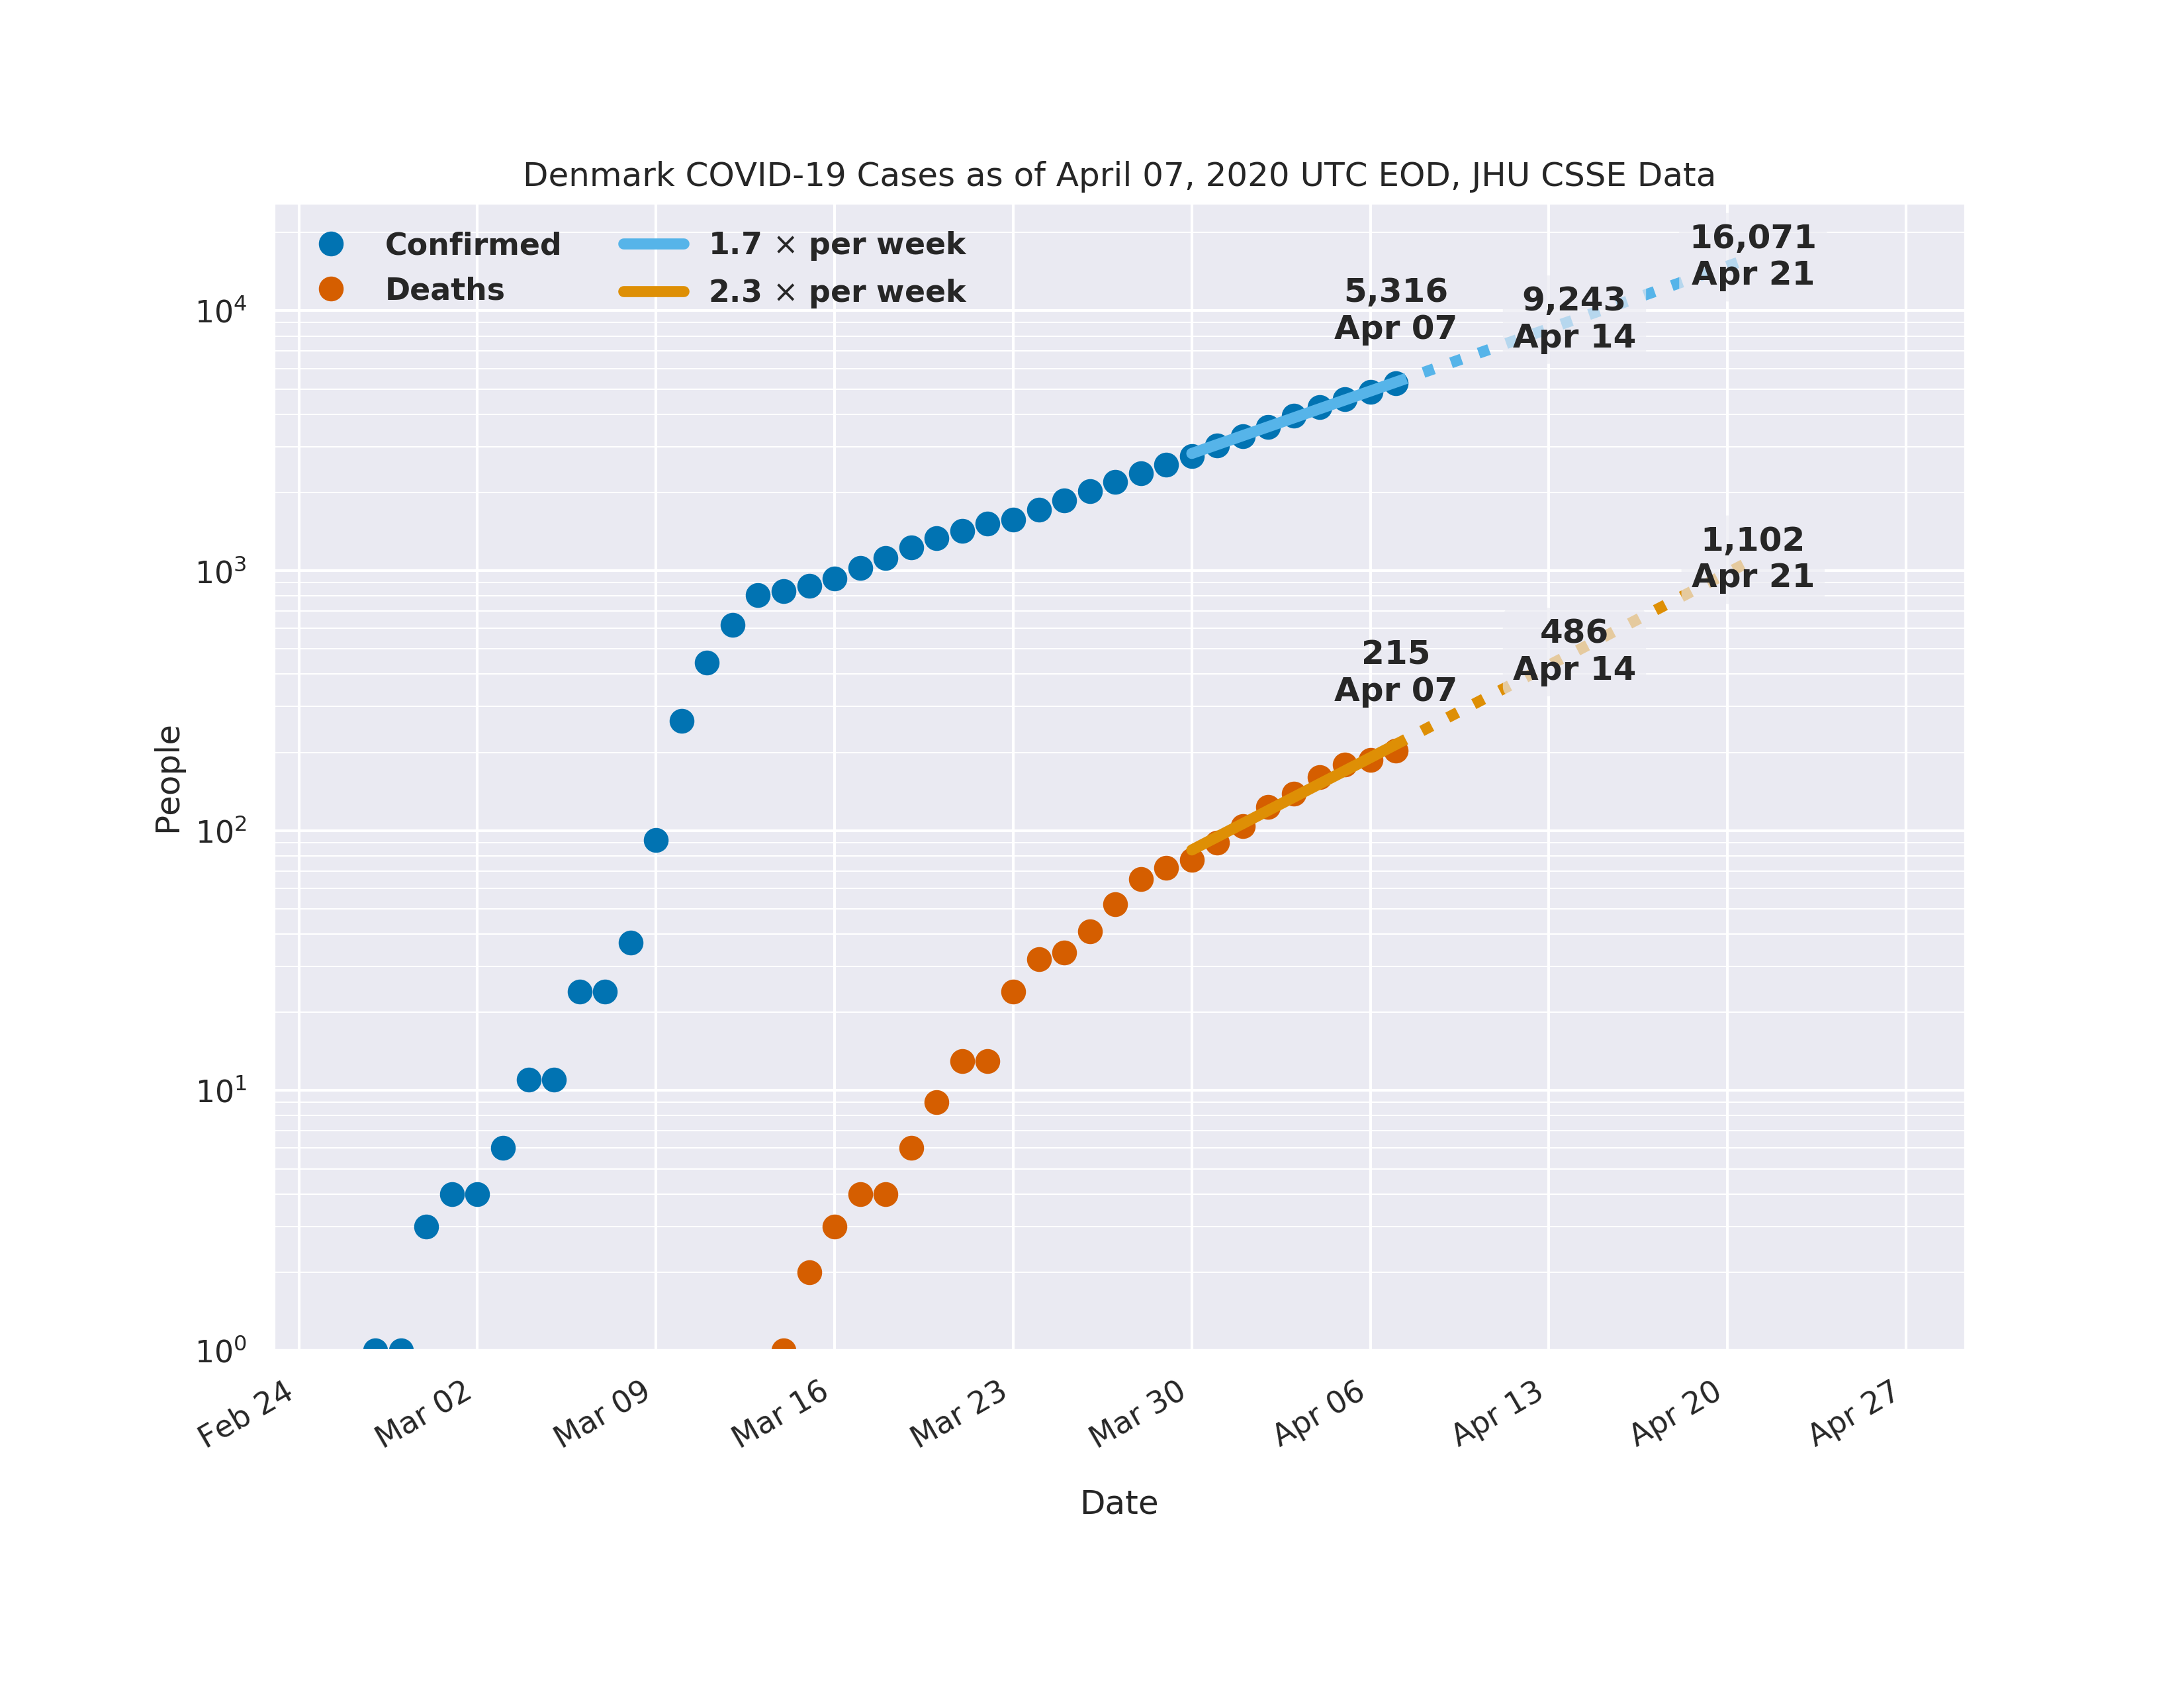 Denmark COVID-19 Cases as of April 07, 2020 UTC EOD, JHU CSSE Data
Confirmed
Deaths
1.7 × per week
2.3 × per week
16,071
Apr 21
5,316
Apr 07
9,243
Apr 14
1,102
Apr 21
486
Apr 14
215
Apr 07
People
10⁴
10³
10²
10¹
10⁰
Feb 24
Mar 02
Mar 09
Mar 16
Mar 23
Mar 30
Apr 06
Apr 13
Apr 20
Apr 27
Date